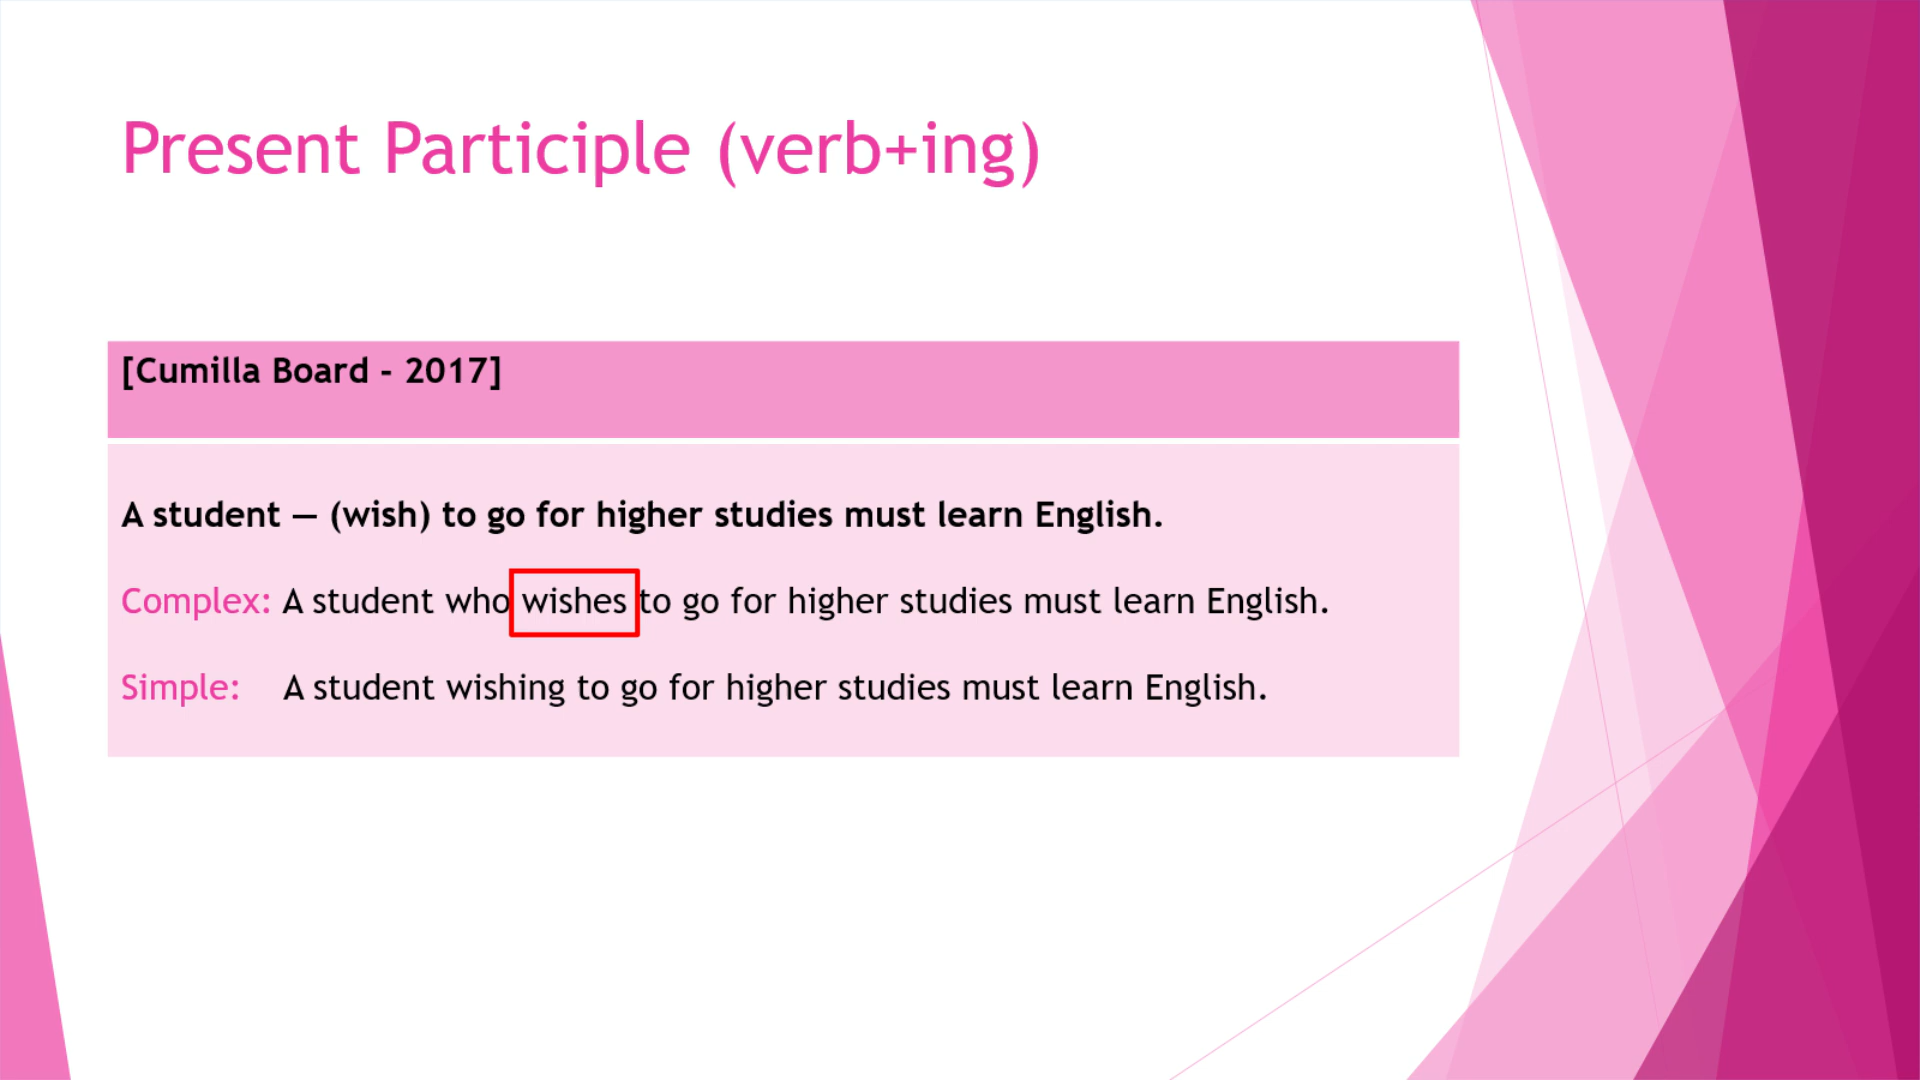 Present Participle (verb+ing)
[Cumilla Board - 2017]
A student — (wish) to go for higher studies must learn English.
Complex: A student who wishes to go for higher studies must learn English.
Simple: A student wishing to go for higher studies must learn English.